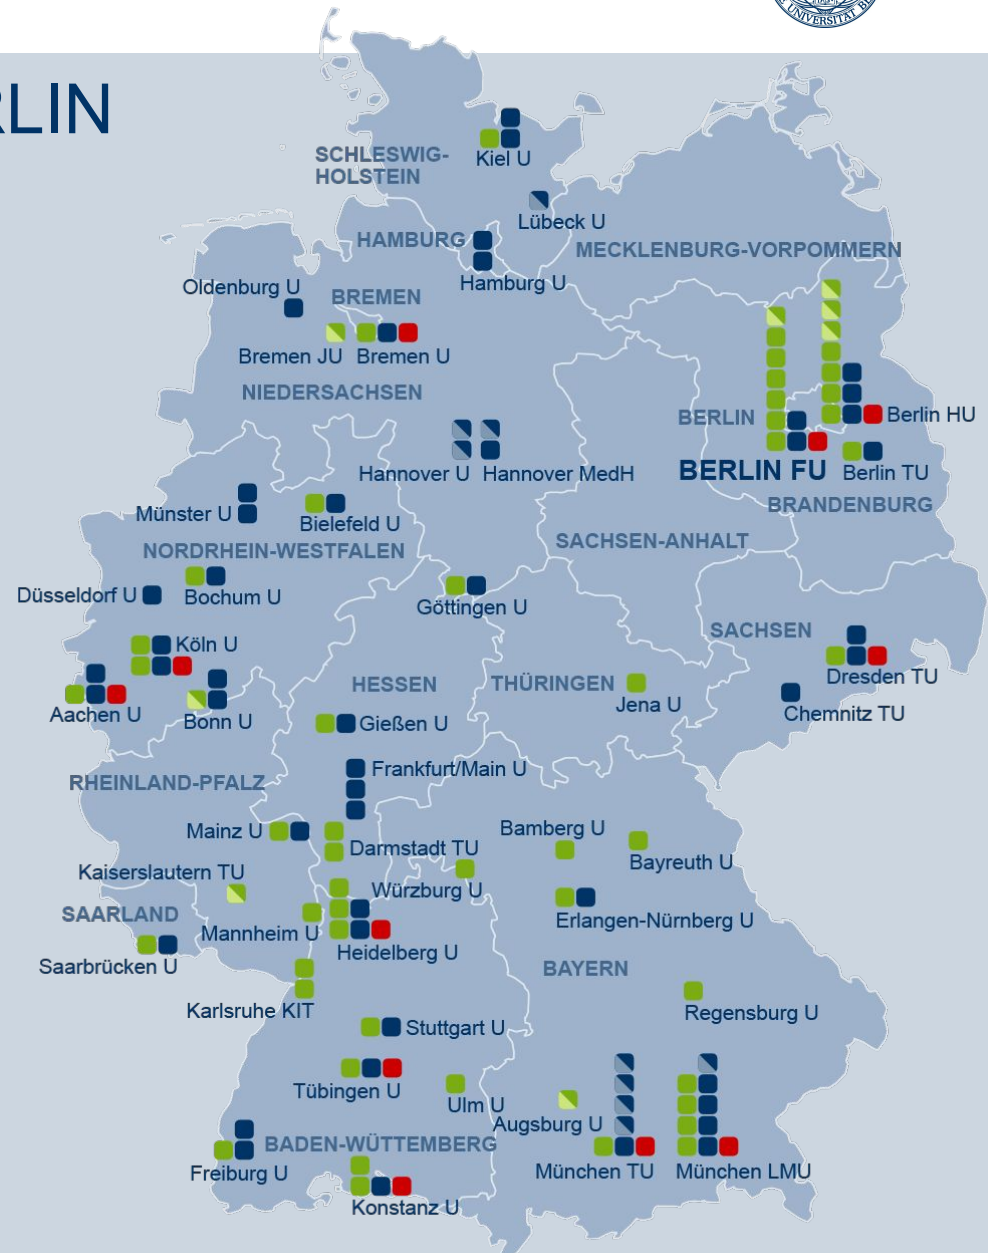 UNIVERSITÄT
RLIN
SCHLESWIG-
HOLSTEIN
Kiel U
Lübeck U
HAMBURG
MECKLENBURG-VORPOMMERN
Hamburg U
Oldenburg U
BREMEN
Bremen JU
Bremen U
NIEDERSACHSEN
BERLIN
Berlin HU
Hannover U
Hannover MedH
BERLIN FU
Berlin TU
BRANDENBURG
Münster U
Bielefeld U
NORDRHEIN-WESTFALEN
SACHSEN-ANHALT
Düsseldorf U
Bochum U
Göttingen U
SACHSEN
Köln U
Dresden TU
HESSEN
THÜRINGEN
Jena U
Aachen U
Bonn U
Chemnitz TU
Gießen U
Frankfurt/Main U
RHEINLAND-PFALZ
Mainz U
Bamberg U
Darmstadt TU
Bayreuth U
Kaiserslautern TU
Würzburg U
SAARLAND
Erlangen-Nürnberg U
Mannheim U
Heidelberg U
Saarbrücken U
BAYERN
Karlsruhe KIT
Regensburg U
Stuttgart U
Tübingen U
Ulm U
Augsburg U
BADEN-WÜTTEMBERG
Freiburg U
München TU
München LMU
Konstanz U